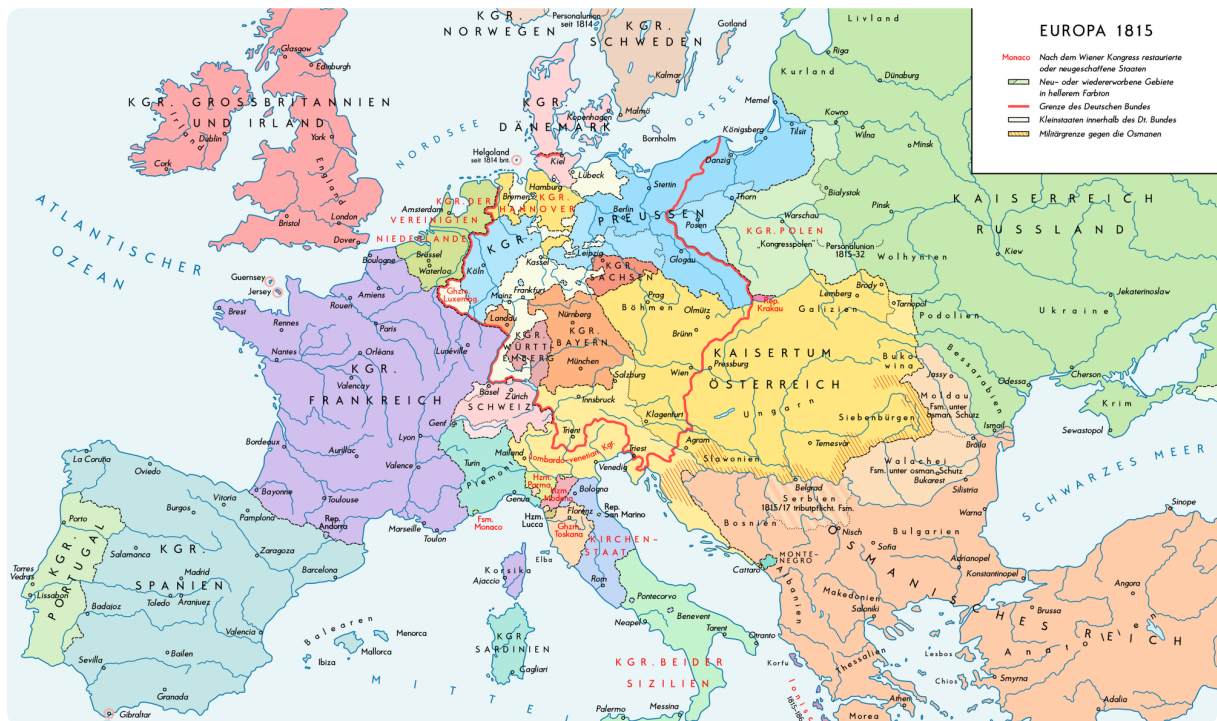 EUROPA 1815
Monaco
Nach dem Wiener Kongress restaurierte
oder neugeschaffene Staaten
Neu- oder wiedererworbene Gebiete
in hellerem Farbton
Grenze des Deutschen Bundes
Kleinstaaten innerhalb des Dt. Bundes
Militärgrenze gegen die Osmanen
KGR.
NORWEGEN
Personalunion
seit 1814
KGR.
SCHWEDEN
Gotland
Kalmar
Malmö
Livland
Riga
Kurland
Dünaburg
Memel
Kowno
Wilna
Minsk
Glasgow
Edinburgh
KGR. GROSSBRITANNIEN
UND IRLAND
Irland
Dublin
York
Cork
England
Bristol
London
Dover
NORDSEE
OSTSEE
KGR.
DÄNEMARK
Kopenhagen
Bornholm
Helgoland
seit 1814 brit.
Kiel
Lübeck
Hamburg
Bremen
KGR.
HANNOVER
Königsberg
Tilsit
Danzig
Stettin
Berlin
KGR.
PREUSSEN
Thorn
Posen
Glogau
Bialystok
Pinsk
Warschau
KGR. POLEN
Kongresspolen
Personalunion
1815-32
KAISERREICH
RUSSLAND
Wolhynien
Kiew
Jekaterinoslaw
Ukraine
Podolien
Bessarabien
Odessa
Cherson
Krim
Sewastopol
Ismail
ATLANTISCHER
OZEAN
Amsterdam
KGR. DER
VEREINIGTEN
NIEDERLANDE
Brüssel
Waterloo
Köln
Kassel
Leipzig
KGR.
SACHSEN
Ghzm.
Luxembg.
Mainz
Frankfurt
Landau
Nürnberg
KGR.
BAYERN
München
KGR.
WÜRTT-
EMBERG
Guernsey
Jersey
Boulogne
Amiens
Rouen
Brest
Rennes
Paris
Lunéville
Nantes
Orléans
KGR.
FRANKREICH
Valencay
Bordeaux
Lyon
Aurillac
Valence
Bayonne
Toulouse
Marseille
Toulon
Rep.
Andorra
Basel
Zürich
SCHWEIZ
Genf
Prag
Böhmen
Olmütz
Brünn
Rep.
Krakau
Lemberg
Brody
Tarnopol
Galizien
KAISERTUM
ÖSTERREICH
Wien
Pressburg
Salzburg
Innsbruck
Klagenfurt
Ungarn
Buko-
wina
Siebenbürgen
Temesvár
Agram
Slawonien
Trient
Triest
Lombardo-venetian. Kgr.
Mailand
Venedig
Turin
Piemont
Genua
Hzm.
Parma
Hzm.
Modena
Bologna
Rep.
San Marino
Hzm.
Lucca
Florenz
Ghzm.
Toskana
KIRCHEN-
STAAT
Elba
Rom
Fsm.
Monaco
Korsika
Ajaccio
KGR.
SARDINIEN
Cagliari
Pontecorvo
Neapel
Benevent
Tarent
Otranto
KGR. BEIDER
SIZILIEN
Palermo
Messina
MITTEL
La Coruña
Oviedo
Vitoria
Burgos
Pamplona
Porto
KGR.
PORTUGAL
Torres
Vedras
Lissabon
KGR.
SPANIEN
Salamanca
Madrid
Toledo
Aranjuez
Zaragoza
Barcelona
Badajoz
Valencia
Bailen
Sevilla
Granada
Gibraltar
Balearen
Menorca
Mallorca
Ibiza
Jassy
Moldau
Fsm. unter
osman. Schutz
Braila
Walachei
Fsm. unter osman. Schutz
Bukarest
Silistria
Belgrad
Serbien
1815/17 tributpflicht. Fsm.
Bosnien
Nisch
Bulgarien
Warna
Sofia
MONTE-
NEGRO
Cattaro
Albanien
Makedonien
Saloniki
Adrianopel
Konstantinopel
OSMANISCHES REICH
Korfu
Thessalien
Athen
Morea
Lesbos
Chios
Smyrna
Brussa
Angora
Anatolien
Adalia
Sinope
SCHWARZES MEER